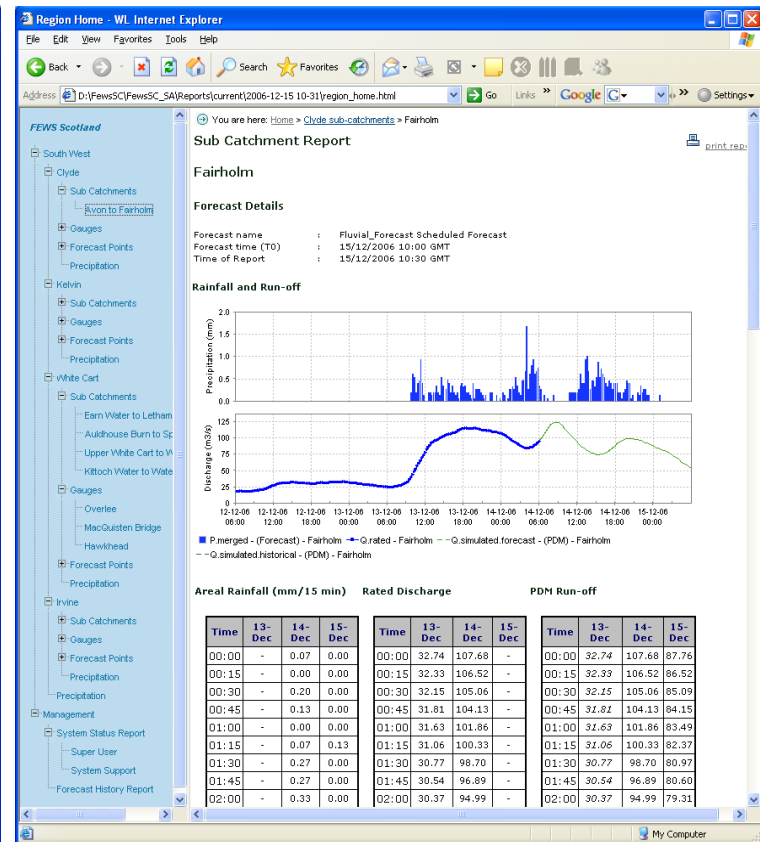 Region Home - WL Internet Explorer
File Edit View Favorites Tools Help
Back Search Favorites
Address D:\FewsSC\FewsSC_SA\Reports\current\2006-12-15 10-31\region_home.html Go Links » Google G Settings
FEWS Scotland
South West
Clyde
Sub Catchments
Avon to Fairholm
Gauges
Forecast Points
Precipitation
Kelvin
Sub Catchments
Gauges
Forecast Points
Precipitation
White Cart
Sub Catchments
Earn Water to Letham
Auldhouse Burn to Sp
Upper White Cart to W
Kittoch Water to Wate
Gauges
Overlee
MacQuisten Bridge
Hawkhead
Forecast Points
Precipitation
Irvine
Sub Catchments
Gauges
Forecast Points
Precipitation
Precipitation
Management
System Status Report
Super User
System Support
Forecast History Report
You are here: Home > Clyde sub-catchments > Fairholm
Sub Catchment Report
print repo
Fairholm
Forecast Details
Forecast name : Fluvial_Forecast Scheduled Forecast
Forecast time (T0) : 15/12/2006 10:00 GMT
Time of Report : 15/12/2006 10:30 GMT
Rainfall and Run-off
Precipitation (mm)
2.0
1.5
1.0
0.5
0.0
Discharge (m3/s)
125
100
75
50
25
0
12-12-06 12-12-06 12-12-06 13-12-06 13-12-06 13-12-06 13-12-06 14-12-06 14-12-06 14-12-06 14-12-06 15-12-06
06:00 12:00 18:00 00:00 06:00 12:00 18:00 00:00 06:00 12:00 18:00 00:00
P.merged - (Forecast) - Fairholm Q.rated - Fairholm Q.simulated.forecast - (PDM) - Fairholm
Q.simulated.historical - (PDM) - Fairholm
Areal Rainfall (mm/15 min) Rated Discharge PDM Run-off
Time 13-Dec 14-Dec 15-Dec Time 13-Dec 14-Dec 15-Dec Time 13-Dec 14-Dec 15-Dec
00:00 - 0.07 0.00 00:00 32.74 107.68 - 00:00 32.74 107.68 87.76
00:15 - 0.00 0.00 00:15 32.33 106.52 - 00:15 32.33 106.52 86.52
00:30 - 0.20 0.00 00:30 32.15 105.06 - 00:30 32.15 105.06 85.09
00:45 - 0.13 0.00 00:45 31.81 104.13 - 00:45 31.81 104.13 84.15
01:00 - 0.00 0.00 01:00 31.63 101.86 - 01:00 31.63 101.86 83.49
01:15 - 0.07 0.13 01:15 31.06 100.33 - 01:15 31.06 100.33 82.37
01:30 - 0.27 0.00 01:30 30.77 98.70 - 01:30 30.77 98.70 80.97
01:45 - 0.27 0.00 01:45 30.54 96.89 - 01:45 30.54 96.89 80.60
02:00 - 0.33 0.00 02:00 30.37 94.99 - 02:00 30.37 94.99 79.31
My Computer